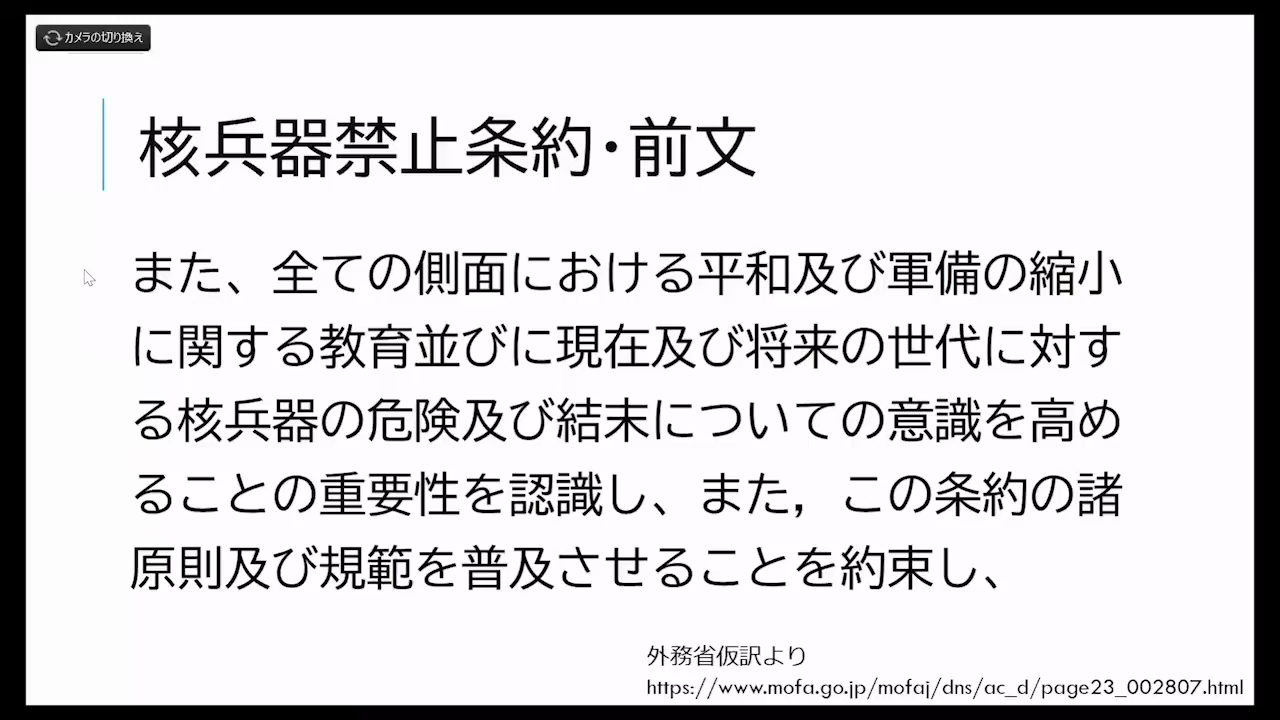 カメラの切り換え
核兵器禁止条約･前文
また、全ての側面における平和及び軍備の縮小
に関する教育並びに現在及び将来の世代に対す
る核兵器の危険及び結末についての意識を高め
ることの重要性を認識し、また，この条約の諸
原則及び規範を普及させることを約束し、
外務省仮訳より
https://www.mofa.go.jp/mofaj/dns/ac_d/page23_002807.html